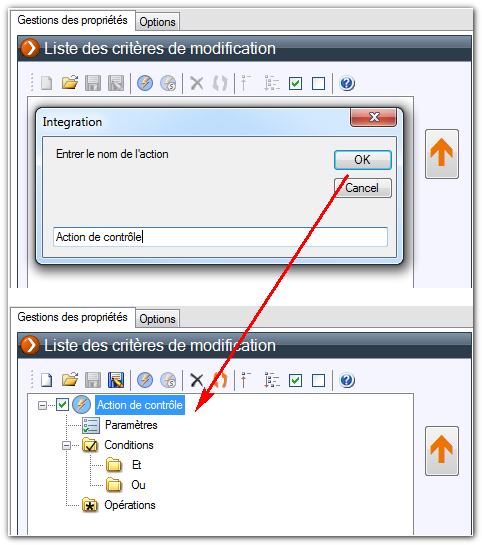 Gestions des propriétés Options
Liste des critères de modification
Integration
Entrer le nom de l'action
OK
Cancel
Action de contrôle
Gestions des propriétés Options
Liste des critères de modification
Action de contrôle
Paramètres
Conditions
Et
Ou
Opérations